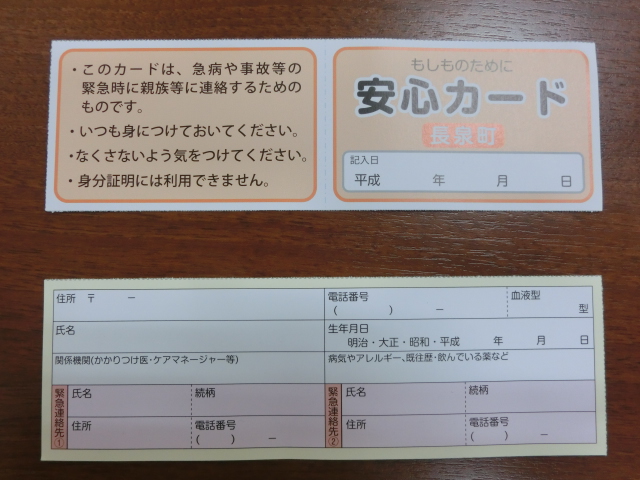 ・このカードは、急病や事故等の
緊急時に親族等に連絡するための
ものです。
・いつも身につけておいてください。
・なくさないよう気をつけてください。
・身分証明には利用できません。
もしものために
安心カード
長泉町
記入日
平成 年 月 日
住所 〒 － 電話番号 血液型
( ) － 型
氏名 生年月日
明治・大正・昭和・平成 年 月 日
関係機関(かかりつけ医・ケアマネージャー等) 病気やアレルギー、既往歴・飲んでいる薬など
緊急連絡先①
氏名 続柄
住所 電話番号
( ) －
緊急連絡先②
氏名 続柄
住所 電話番号
( ) －